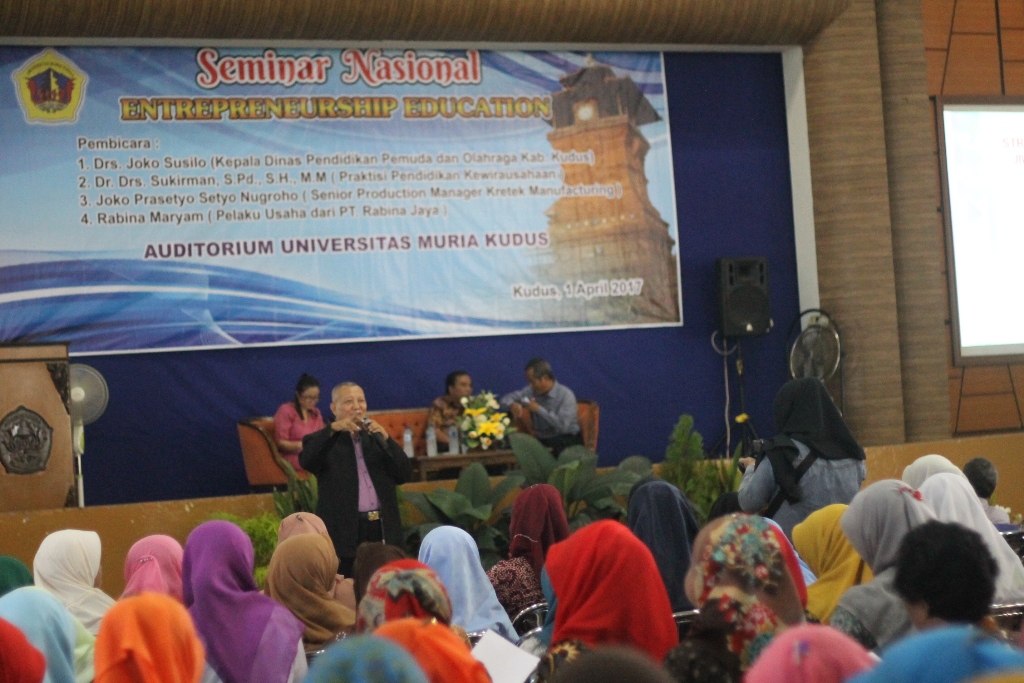 Seminar Nasional
ENTREPRENEURSHIP EDUCATION
Pembicara :
1. Drs. Joko Susilo (Kepala Dinas Pendidikan Pemuda dan Olahraga Kab. Kudus)
2. Dr. Drs. Sukirman, S.Pd., S.H., M.M ( Praktisi Pendidikan Kewirausahaan )
3. Joko Prasetyo Setyo Nugroho ( Senior Production Manager Kretek Manufacturing )
4. Rabina Maryam ( Pelaku Usaha dari PT. Rabina Jaya )
AUDITORIUM UNIVERSITAS MURIA KUDUS
Kudus, 1 April 2017